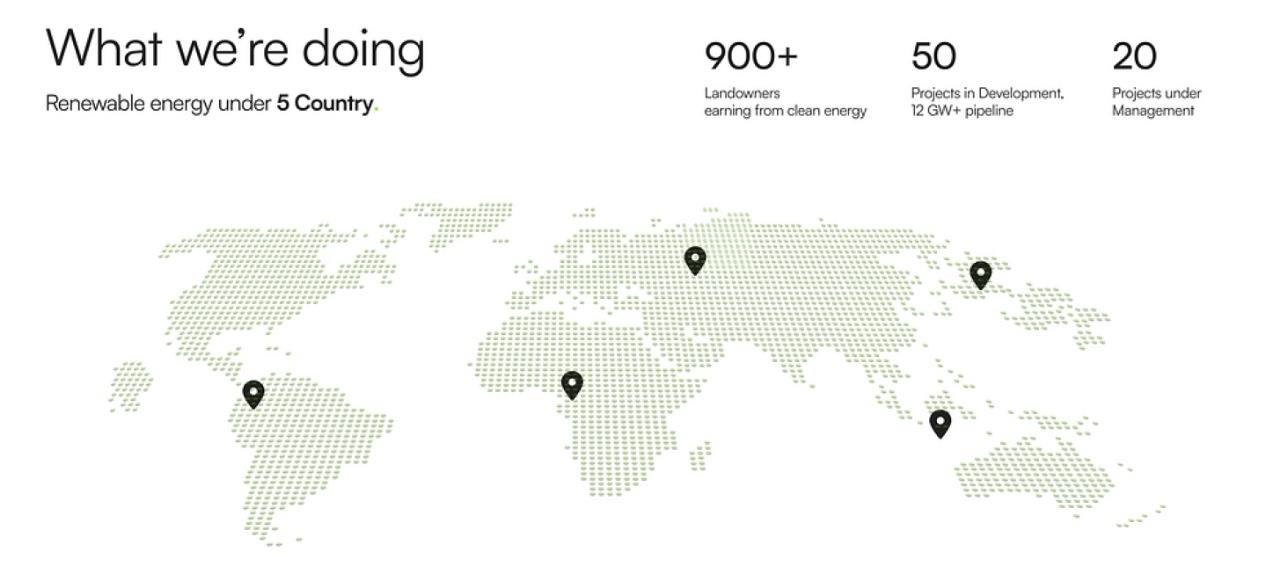 What we’re doing
Renewable energy under 5 Country.
900+
Landowners
earning from clean energy
50
Projects in Development,
12 GW+ pipeline
20
Projects under
Management